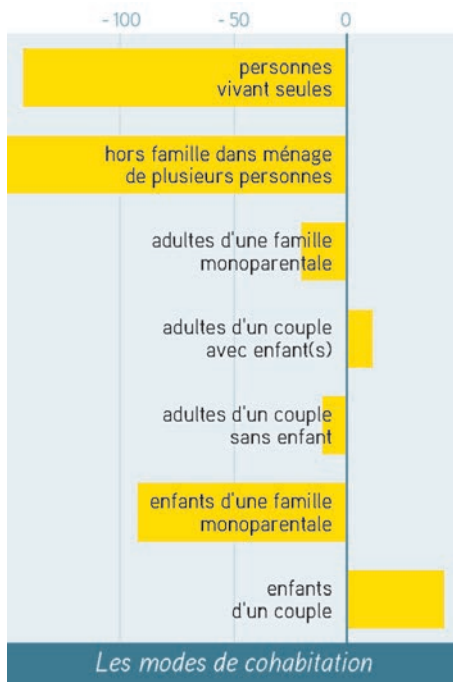 - 100 - 50 0
personnes
vivant seules
hors famille dans ménage
de plusieurs personnes
adultes d'une famille
monoparentale
adultes d'un couple
avec enfant(s)
adultes d'un couple
sans enfant
enfants d'une famille
monoparentale
enfants
d'un couple
Les modes de cohabitation